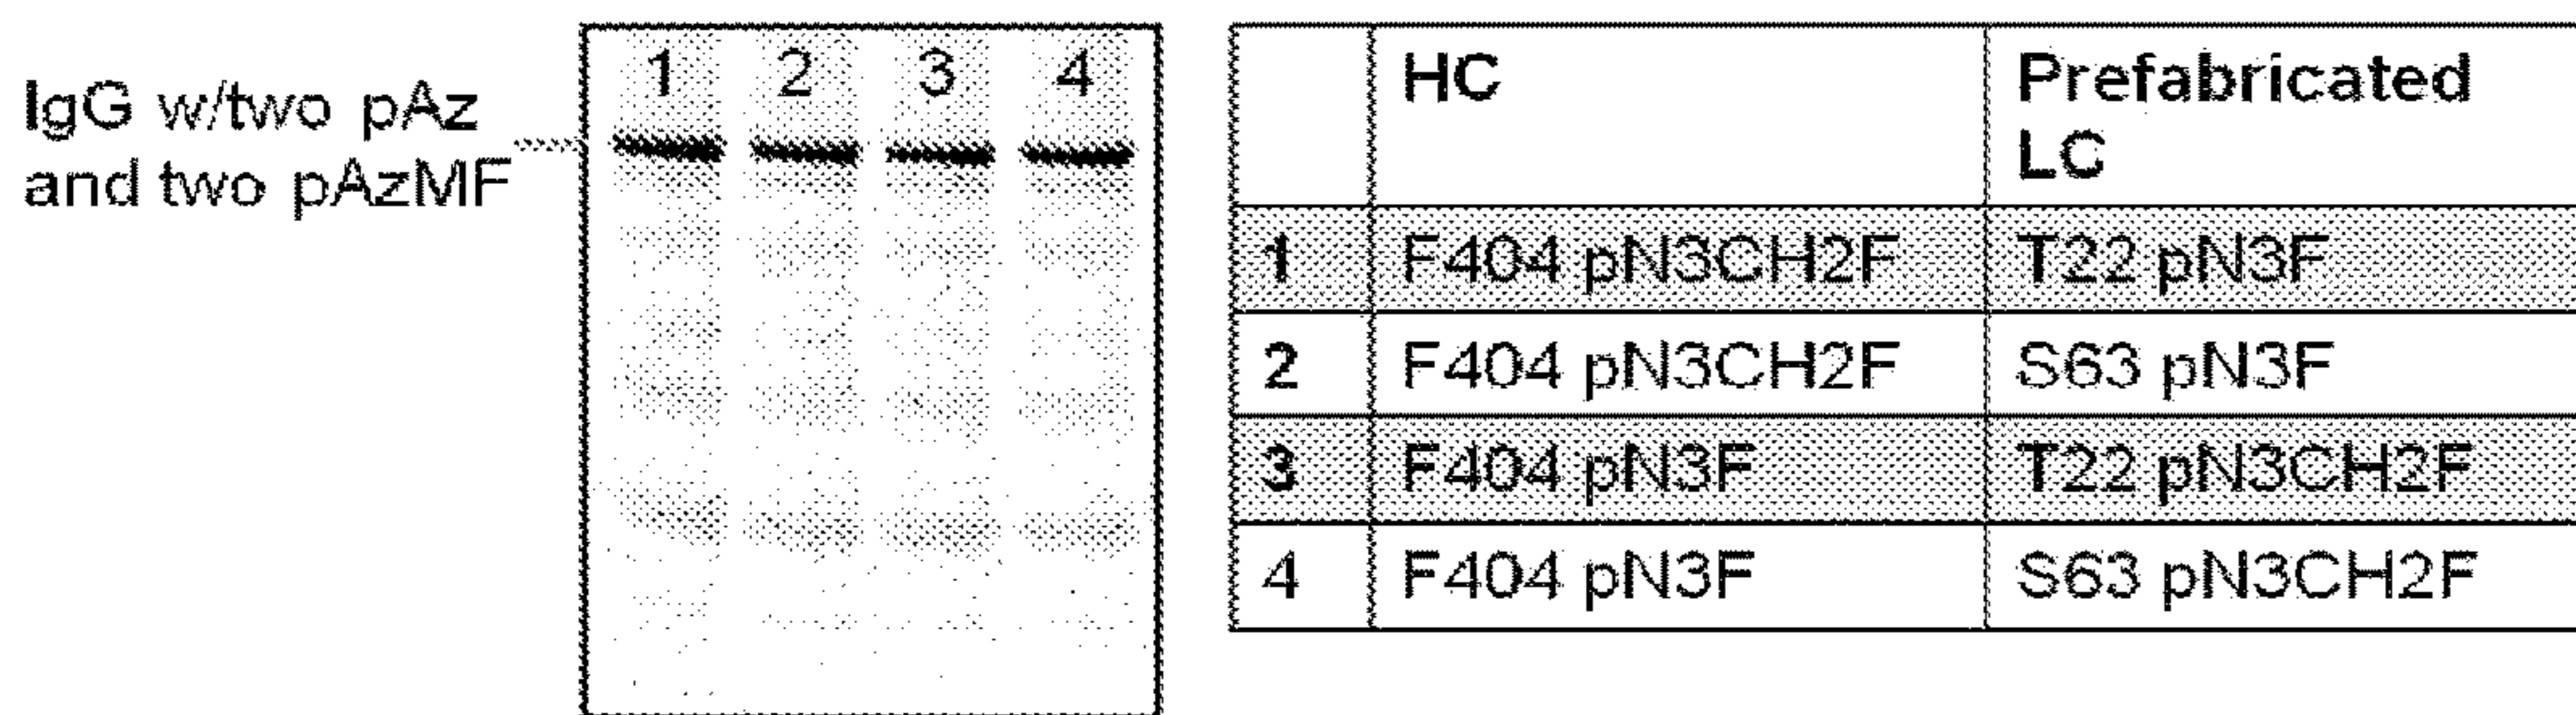 IgG w/two pAz
and two pAzMF
1 2 3 4
HC Prefabricated
LC
1 F404 pN3CH2F T22 pN3F
2 F404 pN3CH2F S63 pN3F
3 F404 pN3F T22 pN3CH2F
4 F404 pN3F S63 pN3CH2F